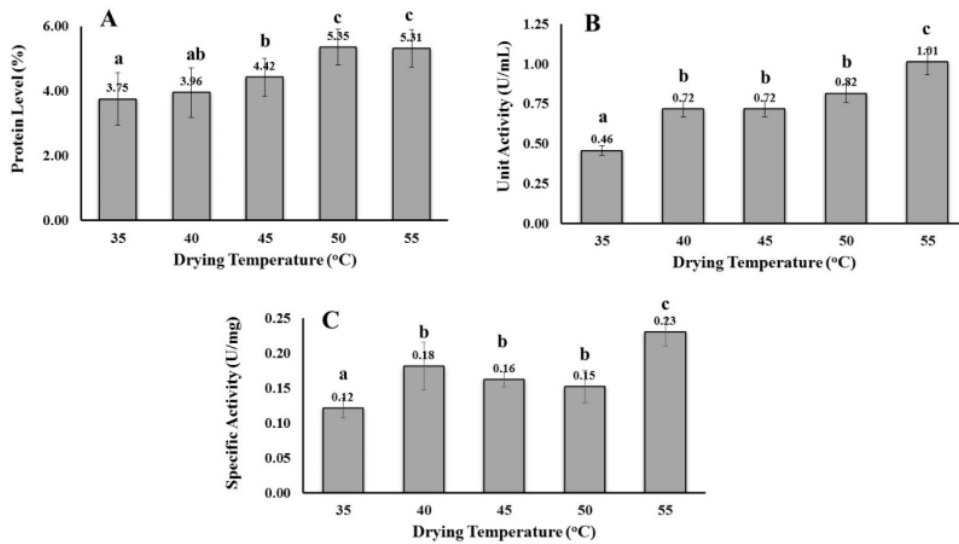 A
Protein Level (%)
6.00
4.00
2.00
0.00
a
ab
b
c
c
3.75
3.96
4.42
5.35
5.31
35 40 45 50 55
Drying Temperature (°C)
B
Unit Activity (U/mL)
1.25
1.00
0.75
0.50
0.25
0.00
a
b
b
b
c
0.46
0.72
0.72
0.82
1.01
35 40 45 50 55
Drying Temperature (°C)
C
Specific Activity (U/mg)
0.25
0.20
0.15
0.10
0.05
0.00
a
b
b
b
c
0.12
0.18
0.16
0.15
0.23
35 40 45 50 55
Drying Temperature (°C)